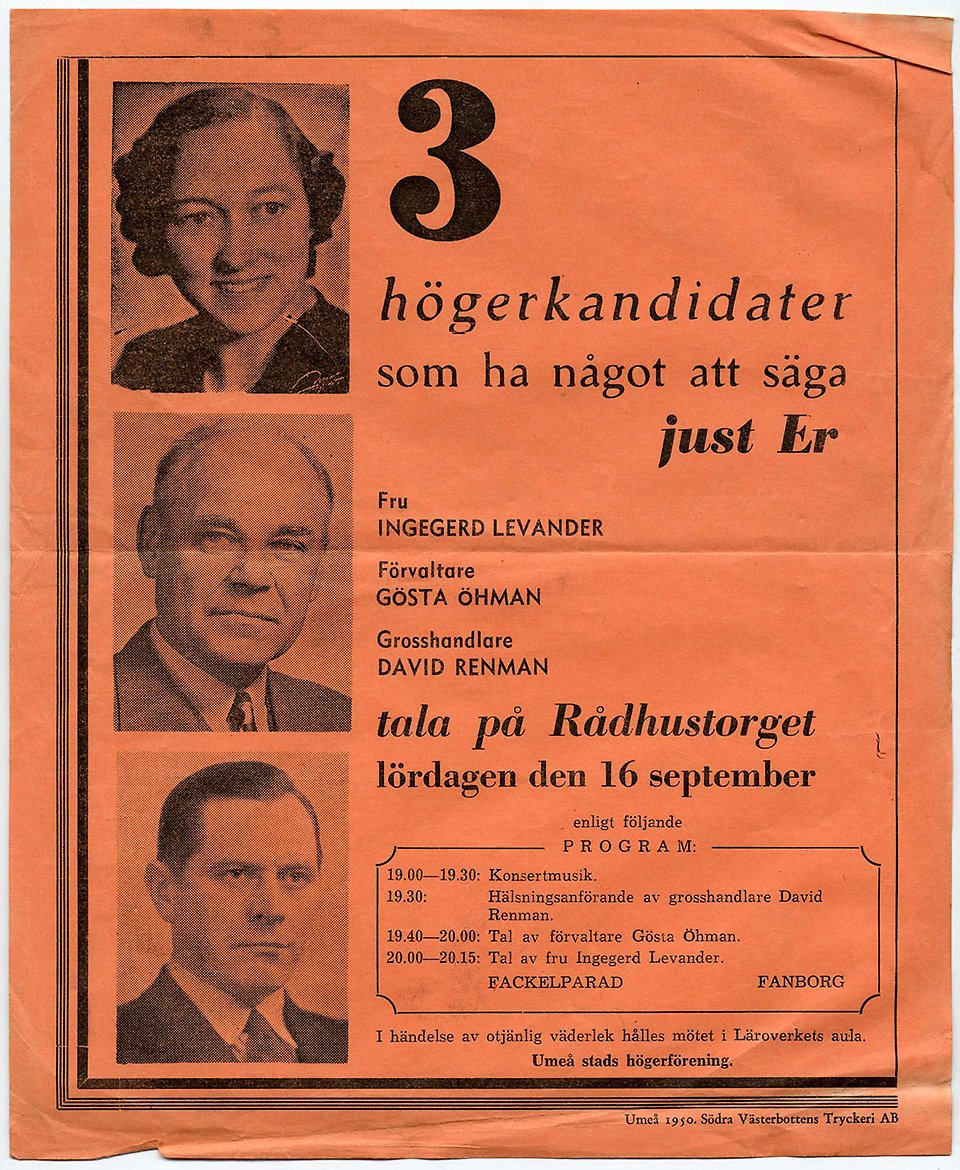 3
högerkandidater
som ha något att säga
just Er
Fru
INGEGERD LEVANDER
Förvaltare
GÖSTA ÖHMAN
Grosshandlare
DAVID RENMAN
tala på Rådhustorget
lördagen den 16 september
enligt följande
PROGRAM:
19.00—19.30: Konsertmusik.
19.30: Hälsningsanförande av grosshandlare David
Renman.
19.40—20.00: Tal av förvaltare Gösta Öhman.
20.00—20.15: Tal av fru Ingegerd Levander.
FACKELPARAD FANBORG
I händelse av otjänlig väderlek hålles mötet i Läroverkets aula.
Umeå stads högerförening.
Umeå 1950. Södra Västerbottens Tryckeri AB